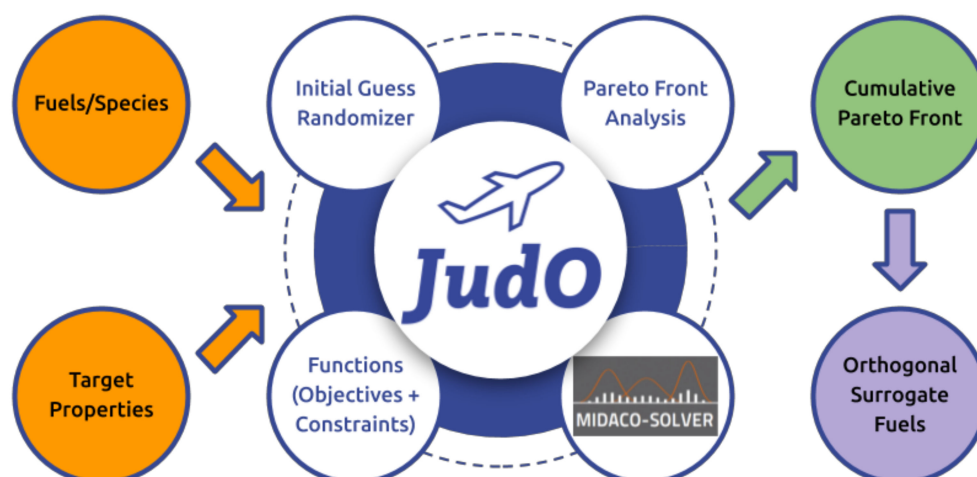 Fuels/Species
Initial Guess
Randomizer
Pareto Front
Analysis
Cumulative
Pareto Front
JudO
Target
Properties
Functions
(Objectives +
Constraints)
MIDACO-SOLVER
Orthogonal
Surrogate
Fuels